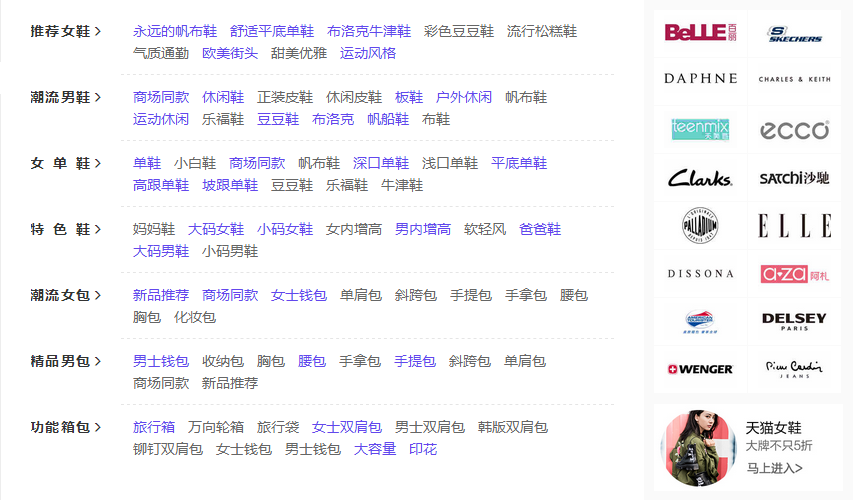 推荐女鞋 >
永远的帆布鞋 舒适平底单鞋 布洛克牛津鞋 彩色豆豆鞋 流行松糕鞋
气质通勤 欧美街头 甜美优雅 运动风格
潮流男鞋 >
商场同款 休闲鞋 正装皮鞋 休闲皮鞋 板鞋 户外休闲 帆布鞋
运动休闲 乐福鞋 豆豆鞋 布洛克 帆船鞋 布鞋
女单鞋 >
单鞋 小白鞋 商场同款 帆布鞋 深口单鞋 浅口单鞋 平底单鞋
高跟单鞋 坡跟单鞋 豆豆鞋 乐福鞋 牛津鞋
特色鞋 >
妈妈鞋 大码女鞋 小码女鞋 女内增高 男内增高 软轻风 爸爸鞋
大码男鞋 小码男鞋
潮流女包 >
新品推荐 商场同款 女士钱包 单肩包 斜跨包 手提包 手拿包 腰包
胸包 化妆包
精品男包 >
男士钱包 收纳包 胸包 腰包 手拿包 手提包 斜跨包 单肩包
商场同款 新品推荐
功能箱包 >
旅行箱 万向轮箱 旅行袋 女士双肩包 男士双肩包 韩版双肩包
铆钉双肩包 女士钱包 男士钱包 大容量 印花
BeLLE 百丽
SKECHERS
DAPHNE
CHARLES & KEITH
teenmix 天美意
ecco
Clarks
SATCHI沙馳
PALLADIUM
ELLE
DISSONA
a.za 阿札
AMERICAN TOURISTER
DELSEY
PARIS
WENGER
Pierre Cardin
JEANS
天猫女鞋
大牌不只5折
马上进入>